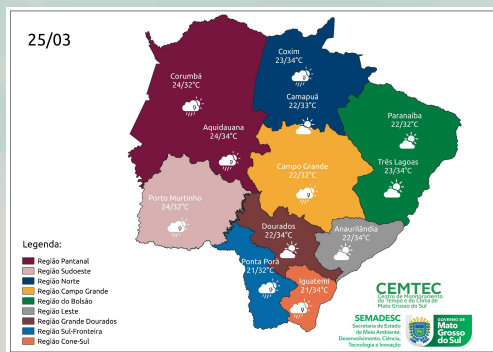 25/03
Coxim
23/34°C
Corumbá
24/32°C
Camapuã
22/33°C
Paranaíba
22/32°C
Aquidauana
24/34°C
Três Lagoas
23/34°C
Campo Grande
22/32°C
Porto Murtinho
24/32°C
Dourados
22/34°C
Anaurilândia
22/34°C
Ponta Porã
21/32°C
Iguatemi
21/34°C
Legenda:
Região Pantanal
Região Sudoeste
Região Norte
Região Campo Grande
Região do Bolsão
Região Leste
Região Grande Dourados
Região Sul-Fronteira
Região Cone-Sul
CEMTEC
Centro de Monitoramento
do Tempo e do Clima de
Mato Grosso do Sul
SEMADESC
Secretaria de Estado
de Meio Ambiente,
Desenvolvimento, Ciência,
Tecnologia e Inovação
GOVERNO DE
Mato
Grosso
do Sul